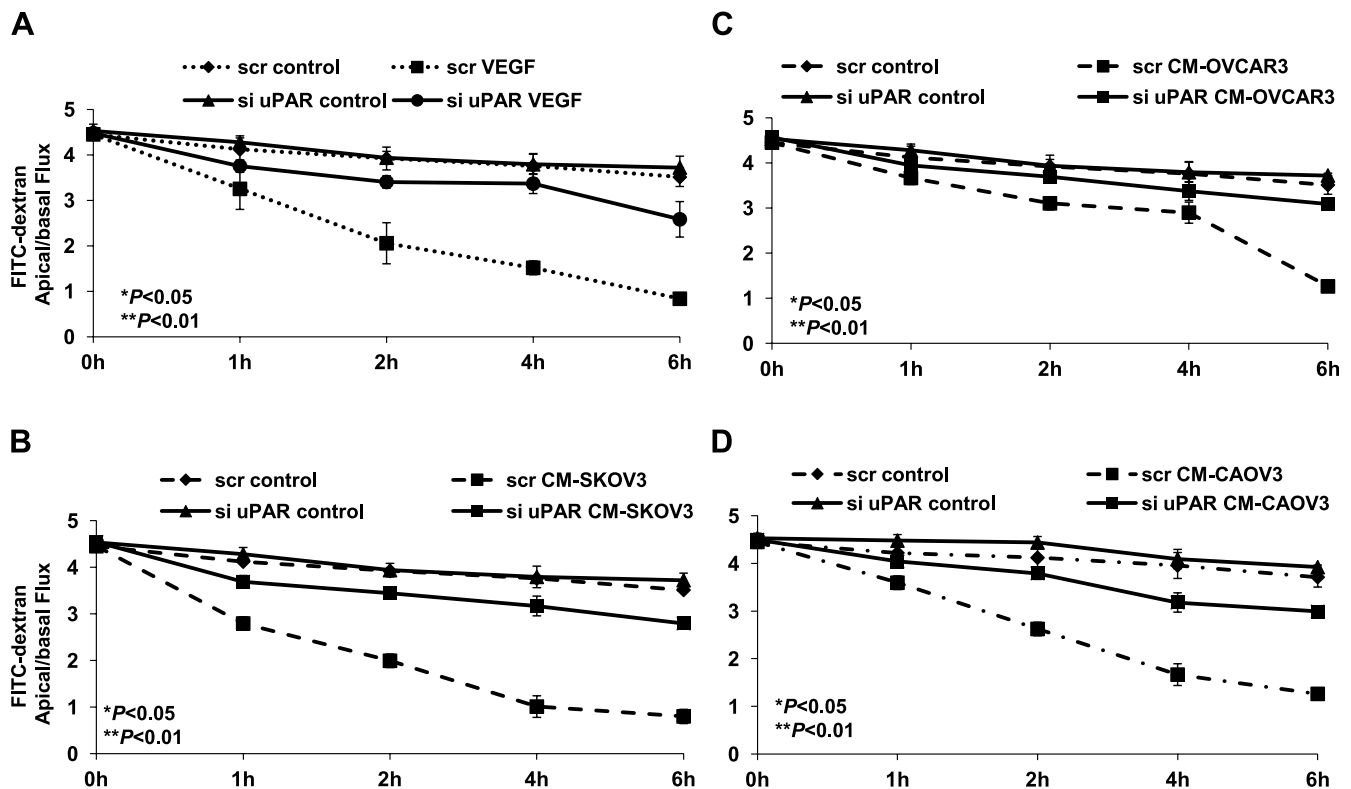 A
scr control scr VEGF
si uPAR control si uPAR VEGF
FITC-dextran
Apical/basal Flux
5
4
3
2
1
0
*P<0.05
**P<0.01
0h 1h 2h 4h 6h
C
scr control scr CM-OVCAR3
si uPAR control si uPAR CM-OVCAR3
5
4
3
2
1
0
*P<0.05
**P<0.01
0h 1h 2h 4h 6h
B
scr control scr CM-SKOV3
si uPAR control si uPAR CM-SKOV3
FITC-dextran
Apical/basal Flux
5
4
3
2
1
0
*P<0.05
**P<0.01
0h 1h 2h 4h 6h
D
scr control scr CM-CAOV3
si uPAR control si uPAR CM-CAOV3
5
4
3
2
1
0
*P<0.05
**P<0.01
0h 1h 2h 4h 6h